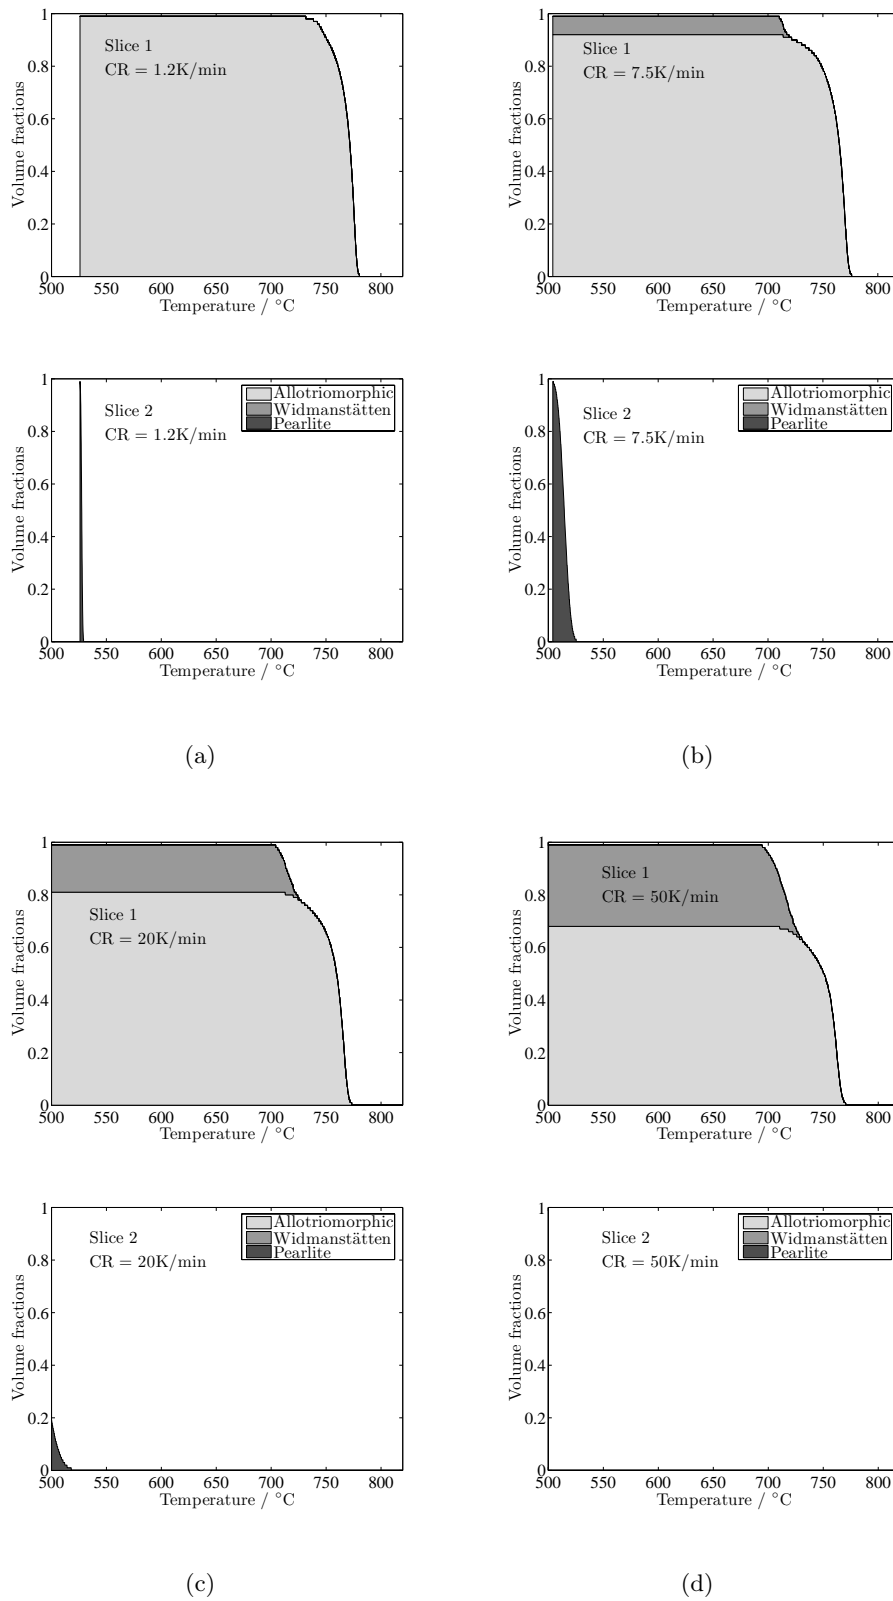 1
0.8
0.6
0.4
0.2
0
Volume fractions
Slice 1
CR = 1.2K/min
500 550 600 650 700 750 800
Temperature / °C
1
0.8
0.6
0.4
0.2
0
Volume fractions
Slice 1
CR = 7.5K/min
500 550 600 650 700 750 800
Temperature / °C
1
0.8
0.6
0.4
0.2
0
Volume fractions
Slice 2
CR = 1.2K/min
Allotriomorphic
Widmanstätten
Pearlite
500 550 600 650 700 750 800
Temperature / °C
1
0.8
0.6
0.4
0.2
0
Volume fractions
Slice 2
CR = 7.5K/min
Allotriomorphic
Widmanstätten
Pearlite
500 550 600 650 700 750 800
Temperature / °C
(a)
(b)
1
0.8
0.6
0.4
0.2
0
Volume fractions
Slice 1
CR = 20K/min
500 550 600 650 700 750 800
Temperature / °C
1
0.8
0.6
0.4
0.2
0
Volume fractions
Slice 1
CR = 50K/min
500 550 600 650 700 750 800
Temperature / °C
1
0.8
0.6
0.4
0.2
0
Volume fractions
Slice 2
CR = 20K/min
Allotriomorphic
Widmanstätten
Pearlite
500 550 600 650 700 750 800
Temperature / °C
1
0.8
0.6
0.4
0.2
0
Volume fractions
Slice 2
CR = 50K/min
Allotriomorphic
Widmanstätten
Pearlite
500 550 600 650 700 750 800
Temperature / °C
(c)
(d)